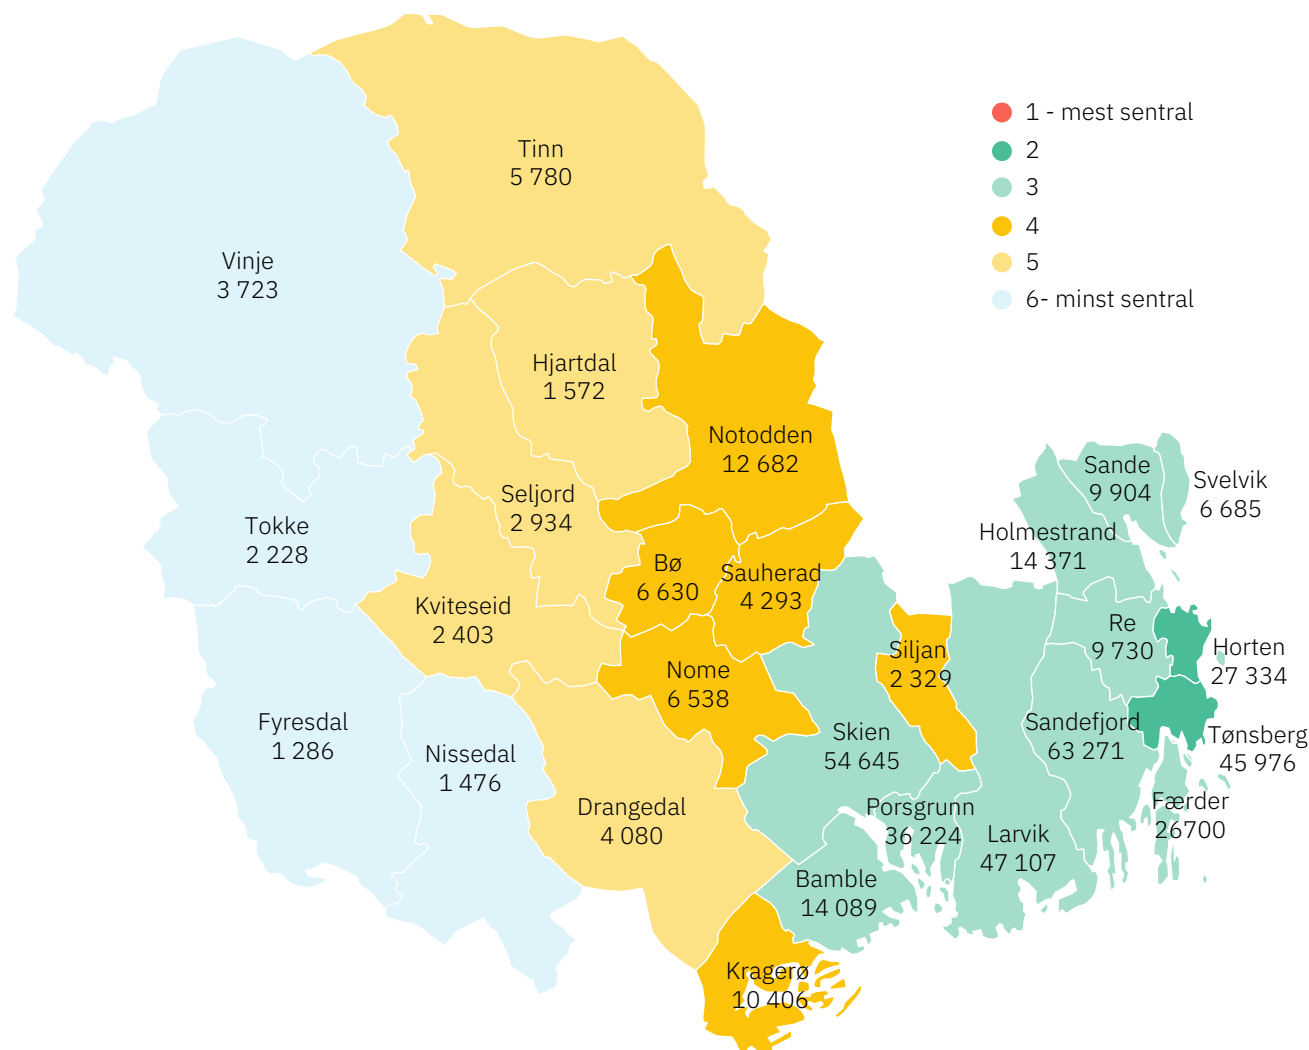 1 - mest sentral
2
3
4
5
6- minst sentral
Tinn
5 780
Vinje
3 723
Hjartdal
1 572
Notodden
12 682
Sande
9 904
Svelvik
6 685
Seljord
2 934
Tokke
2 228
Holmestrand
14 371
Bø
6 630
Sauherad
4 293
Kviteseid
2 403
Re
9 730
Siljan
2 329
Horten
27 334
Nome
6 538
Fyresdal
1 286
Skien
54 645
Sandefjord
63 271
Tønsberg
45 976
Nissedal
1 476
Drangedal
4 080
Porsgrunn
36 224
Færder
26700
Larvik
47 107
Bamble
14 089
Kragerø
10 406